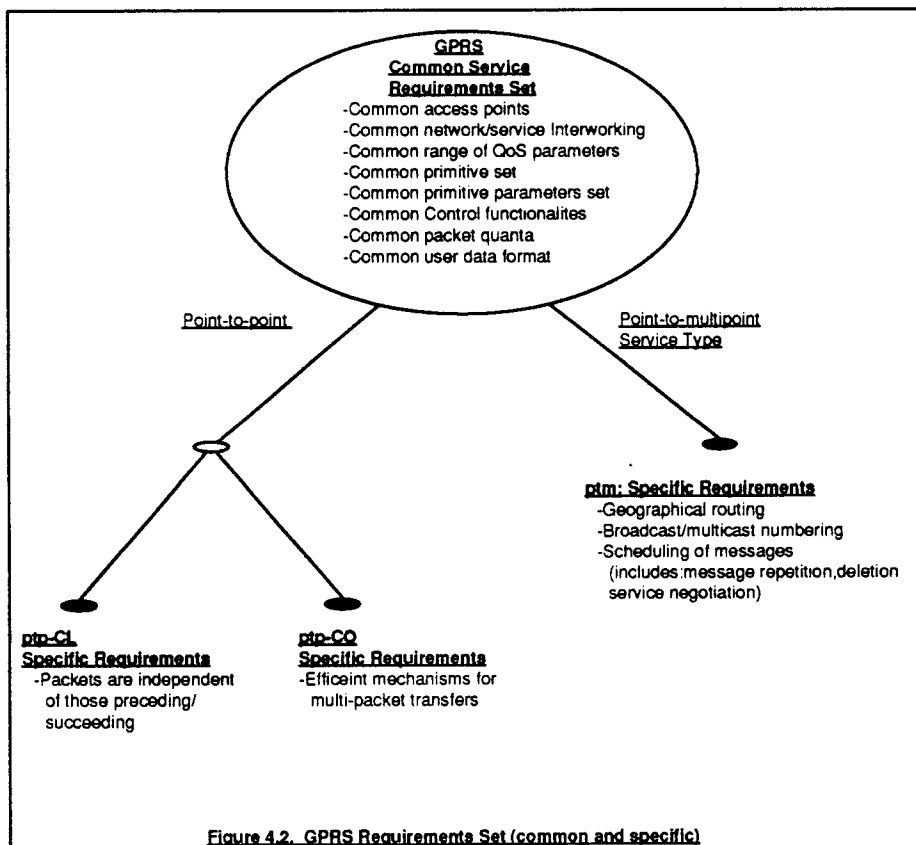 GPRS
Common Service
Requirements Set
-Common access points
-Common network/service Interworking
-Common range of QoS parameters
-Common primitive set
-Common primitive parameters set
-Common Control functionalites
-Common packet quanta
-Common user data format
Point-to-point
Point-to-multipoint
Service Type
ptm: Specific Requirements
-Geographical routing
-Broadcast/multicast numbering
-Scheduling of messages
(includes:message repetition,deletion
service negotiation)
ptp-CL
Specific Requirements
-Packets are independent
of those preceding/
succeeding
ptp-CO
Specific Requirements
-Efficeint mechanisms for
multi-packet transfers
Figure 4.2. GPRS Requirements Set (common and specific)